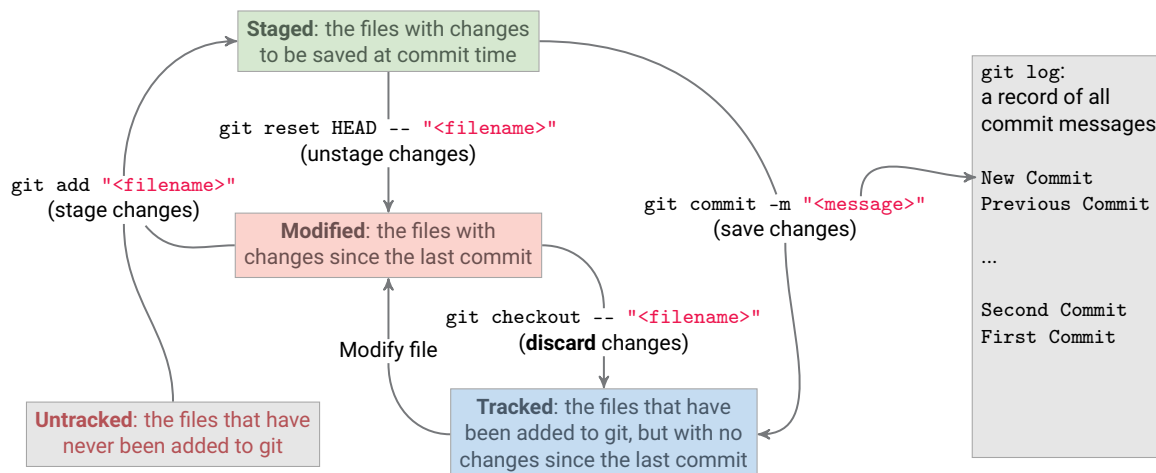 Staged: the files with changes
to be saved at commit time
git log:
a record of all
commit messages
git reset HEAD -- "<filename>"
(unstage changes)
git add "<filename>"
(stage changes)
New Commit
Previous Commit
...
Second Commit
First Commit
git commit -m "<message>"
(save changes)
Modified: the files with
changes since the last commit
git checkout -- "<filename>"
(discard changes)
Modify file
Untracked: the files that have
never been added to git
Tracked: the files that have
been added to git, but with no
changes since the last commit